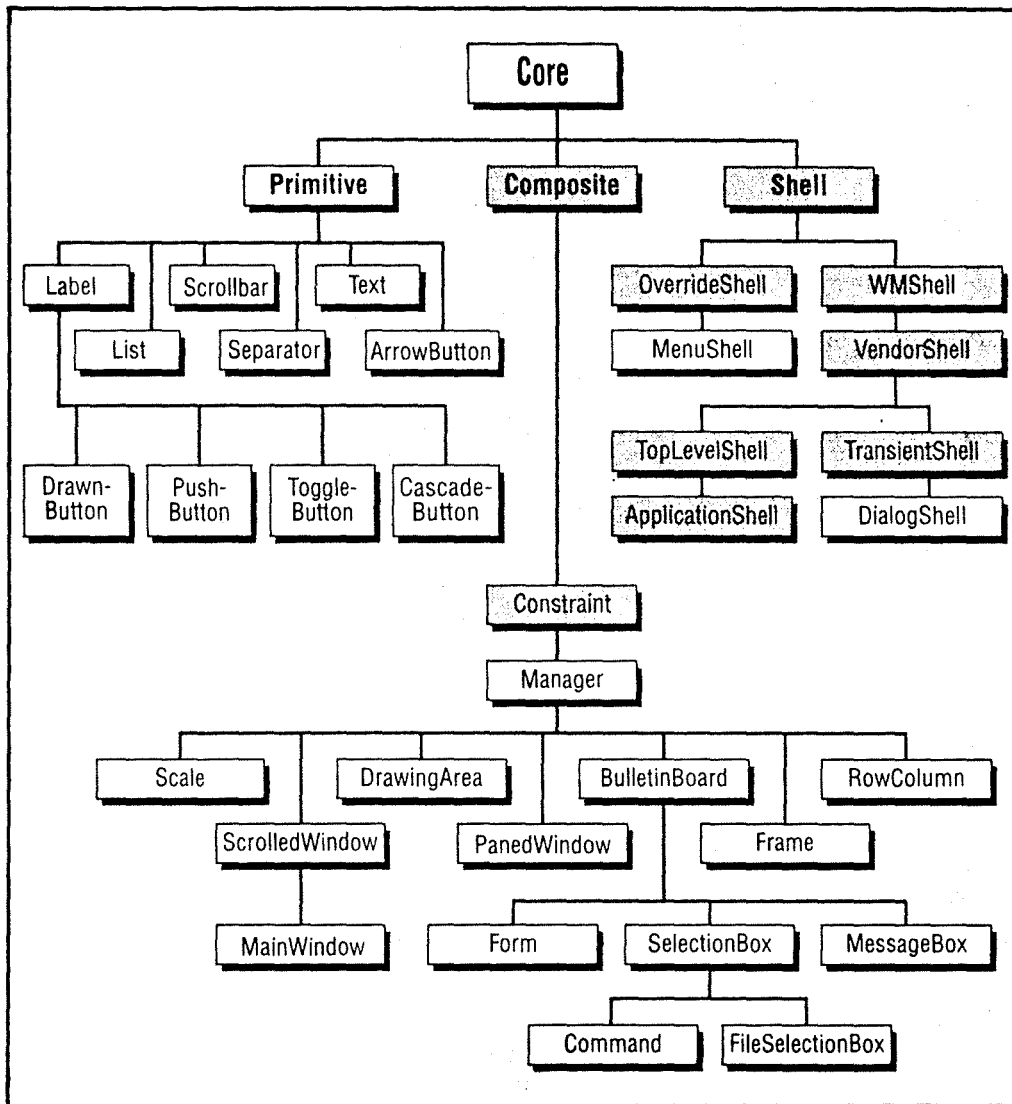 Core
Primitive
Composite
Shell
Label
Scrollbar
Text
OverrideShell
WMShell
List
Separator
ArrowButton
MenuShell
VendorShell
TopLevelShell
TransientShell
Drawn-
Button
Push-
Button
Toggle-
Button
Cascade-
Button
ApplicationShell
DialogShell
Constraint
Manager
Scale
DrawingArea
BulletinBoard
RowColumn
ScrolledWindow
PanedWindow
Frame
MainWindow
Form
SelectionBox
MessageBox
Command
FileSelectionBox